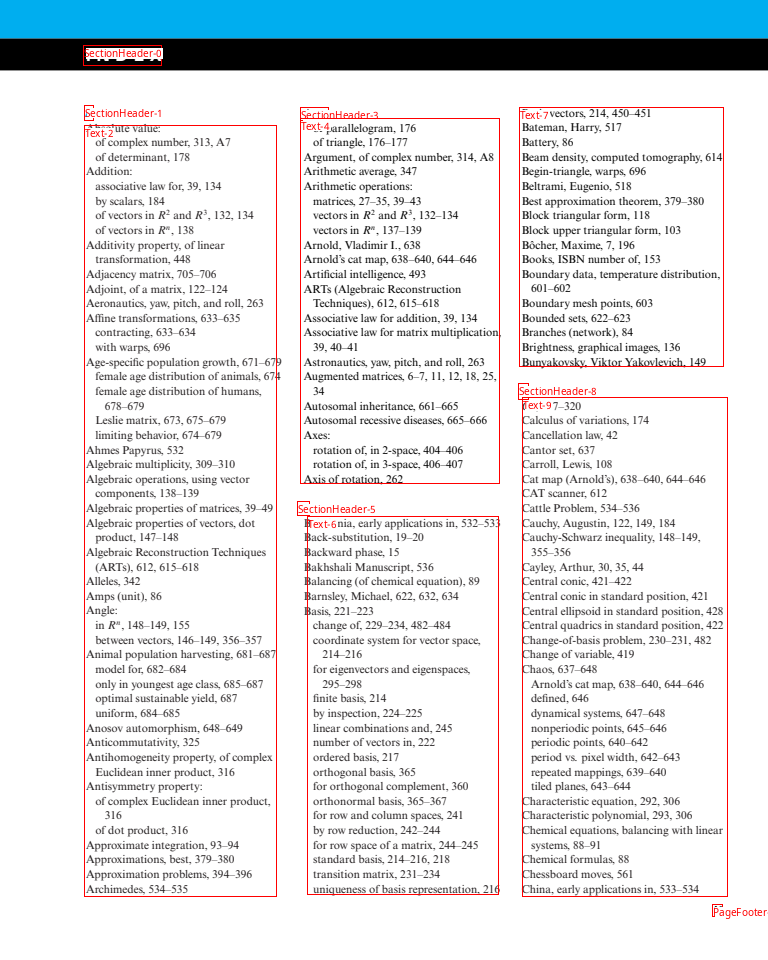 SectionHeader-0
SectionHeader-1
Text-2
Absolute value:
of complex number, 313, A7
of determinant, 178
Addition:
associative law for, 39, 134
by scalars, 184
of vectors in R² and R³, 132, 134
of vectors in Rⁿ, 138
Additivity property, of linear
transformation, 448
Adjacency matrix, 705–706
Adjoint, of a matrix, 122–124
Aeronautics, yaw, pitch, and roll, 263
Affine transformations, 633–635
contracting, 633–634
with warps, 696
Age-specific population growth, 671–679
female age distribution of animals, 674
female age distribution of humans,
678–679
Leslie matrix, 673, 675–679
limiting behavior, 674–679
Ahmes Papyrus, 532
Algebraic multiplicity, 309–310
Algebraic operations, using vector
components, 138–139
Algebraic properties of matrices, 39–49
Algebraic properties of vectors, dot
product, 147–148
Algebraic Reconstruction Techniques
(ARTs), 612, 615–618
Alleles, 342
Amps (unit), 86
Angle:
in Rⁿ, 148–149, 155
between vectors, 146–149, 356–357
Animal population harvesting, 681–687
model for, 682–684
only in youngest age class, 685–687
optimal sustainable yield, 687
uniform, 684–685
Anosov automorphism, 648–649
Anticommutativity, 325
Antihomogeneity property, of complex
Euclidean inner product, 316
Antisymmetry property:
of complex Euclidean inner product,
316
of dot product, 316
Approximate integration, 93–94
Approximations, best, 379–380
Approximation problems, 394–396
Archimedes, 534–535
SectionHeader-3
Text-4
parallelogram, 176
of triangle, 176–177
Argument, of complex number, 314, A8
Arithmetic average, 347
Arithmetic operations:
matrices, 27–35, 39–43
vectors in R² and R³, 132–134
vectors in Rⁿ, 137–139
Arnold, Vladimir I., 638
Arnold's cat map, 638–640, 644–646
Artificial intelligence, 493
ARTs (Algebraic Reconstruction
Techniques), 612, 615–618
Associative law for addition, 39, 134
Associative law for matrix multiplication,
39, 40–41
Astronautics, yaw, pitch, and roll, 263
Augmented matrices, 6–7, 11, 12, 18, 25,
34
Autosomal inheritance, 661–665
Autosomal recessive diseases, 665–666
Axes:
rotation of, in 2-space, 404–406
rotation of, in 3-space, 406–407
Axis of rotation, 262
SectionHeader-5
Text-6
early applications in, 532–533
Back-substitution, 19–20
Backward phase, 15
Bakhshali Manuscript, 536
Balancing (of chemical equation), 89
Barnsley, Michael, 622, 632, 634
Basis, 221–223
change of, 229–234, 482–484
coordinate system for vector space,
214–216
for eigenvectors and eigenspaces,
295–298
finite basis, 214
by inspection, 224–225
linear combinations and, 245
number of vectors in, 222
ordered basis, 217
orthogonal basis, 365
for orthogonal complement, 360
orthonormal basis, 365–367
for row and column spaces, 241
by row reduction, 242–244
for row space of a matrix, 244–245
standard basis, 214–216, 218
transition matrix, 231–234
uniqueness of basis representation, 216
Text-7
vectors, 214, 450–451
Bateman, Harry, 517
Battery, 86
Beam density, computed tomography, 614
Begin-triangle, warps, 696
Beltrami, Eugenio, 518
Best approximation theorem, 379–380
Block triangular form, 118
Block upper triangular form, 103
Bôcher, Maxime, 7, 196
Books, ISBN number of, 153
Boundary data, temperature distribution,
601–602
Boundary mesh points, 603
Bounded sets, 622–623
Branches (network), 84
Brightness, graphical images, 136
Bunyakovsky, Viktor Yakovlevich, 149
SectionHeader-8
Text-9
7–320
Calculus of variations, 174
Cancellation law, 42
Cantor set, 637
Carroll, Lewis, 108
Cat map (Arnold's), 638–640, 644–646
CAT scanner, 612
Cattle Problem, 534–536
Cauchy, Augustin, 122, 149, 184
Cauchy-Schwarz inequality, 148–149,
355–356
Cayley, Arthur, 30, 35, 44
Central conic, 421–422
Central conic in standard position, 421
Central ellipsoid in standard position, 428
Central quadrics in standard position, 422
Change-of-basis problem, 230–231, 482
Change of variable, 419
Chaos, 637–648
Arnold's cat map, 638–640, 644–646
defined, 646
dynamical systems, 647–648
nonperiodic points, 645–646
periodic points, 640–642
period vs. pixel width, 642–643
repeated mappings, 639–640
tiled planes, 643–644
Characteristic equation, 292, 306
Characteristic polynomial, 293, 306
Chemical equations, balancing with linear
systems, 88–91
Chemical formulas, 88
Chessboard moves, 561
China, early applications in, 533–534
PageFooter